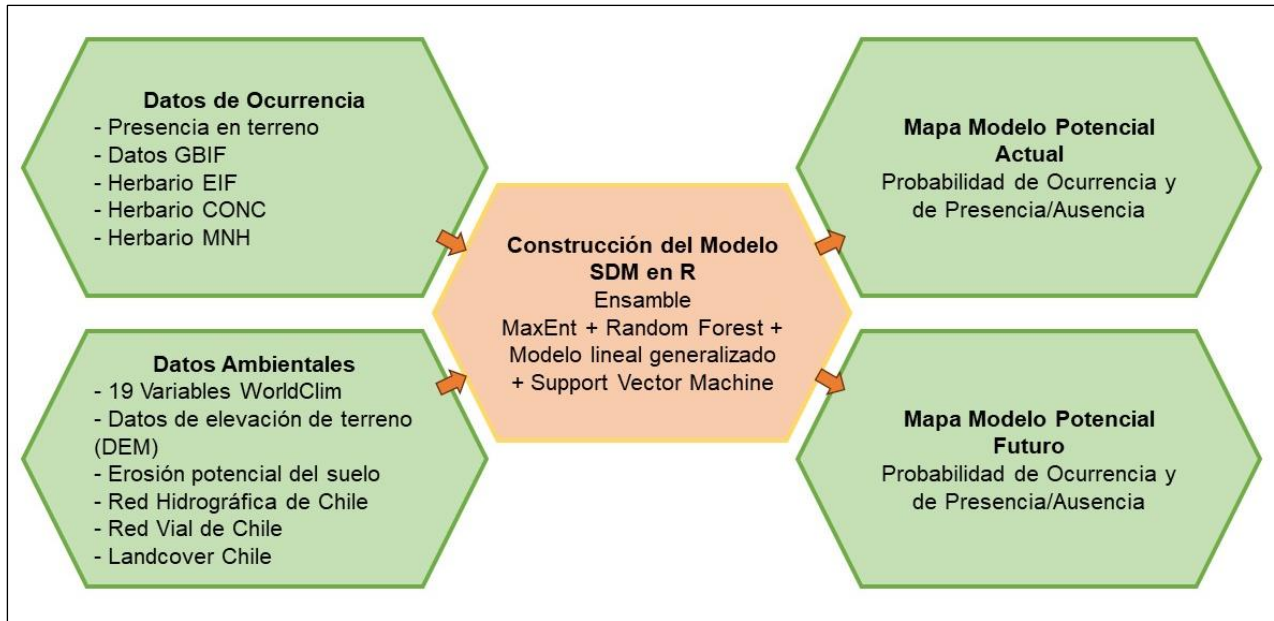 Datos de Ocurrencia
- Presencia en terreno
- Datos GBIF
- Herbario EIF
- Herbario CONC
- Herbario MNH
Datos Ambientales
- 19 Variables WorldClim
- Datos de elevación de terreno
(DEM)
- Erosión potencial del suelo
- Red Hidrográfica de Chile
- Red Vial de Chile
- Landcover Chile
Construcción del Modelo
SDM en R
Ensamble
MaxEnt + Random Forest +
Modelo lineal generalizado
+ Support Vector Machine
Mapa Modelo Potencial
Actual
Probabilidad de Ocurrencia y
de Presencia/Ausencia
Mapa Modelo Potencial
Futuro
Probabilidad de Ocurrencia y
de Presencia/Ausencia